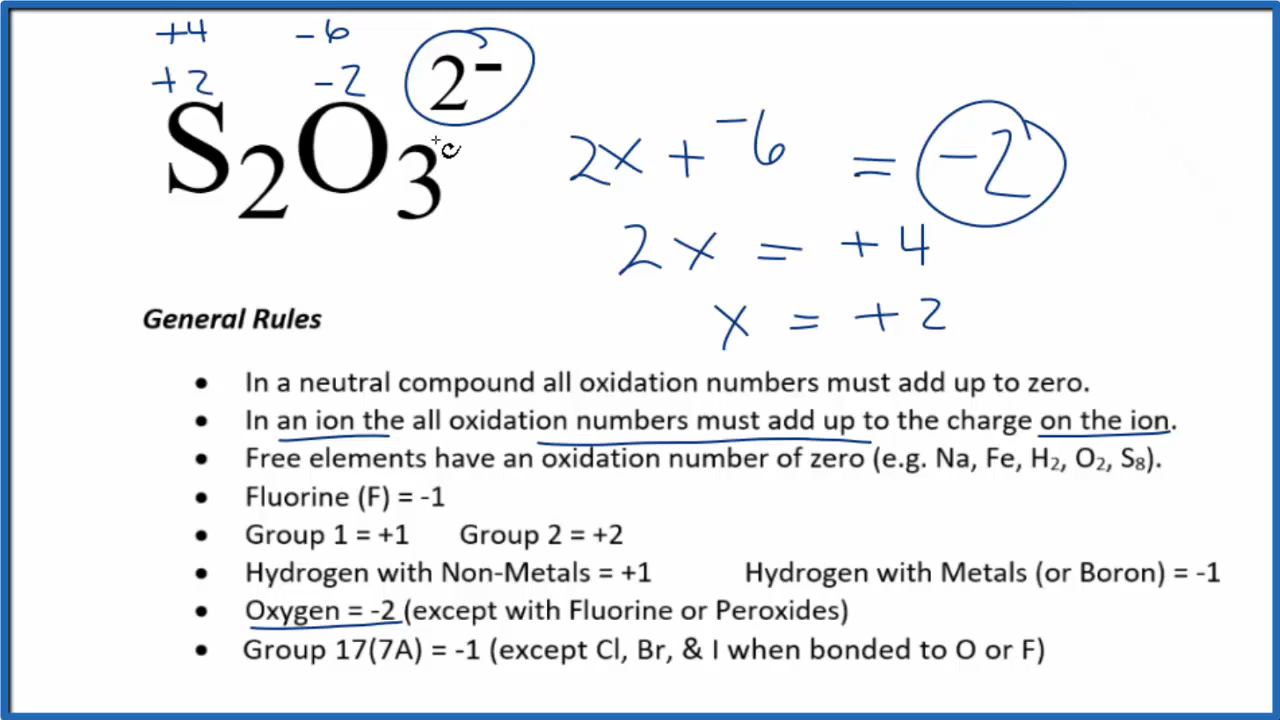 +4 -6
+2 -2
S₂O₃ 2-
2x + -6 = -2
2x = +4
x = +2
General Rules
• In a neutral compound all oxidation numbers must add up to zero.
• In an ion the all oxidation numbers must add up to the charge on the ion.
• Free elements have an oxidation number of zero (e.g. Na, Fe, H₂, O₂, S₈).
• Fluorine (F) = -1
• Group 1 = +1 Group 2 = +2
• Hydrogen with Non-Metals = +1 Hydrogen with Metals (or Boron) = -1
• Oxygen = -2 (except with Fluorine or Peroxides)
• Group 17(7A) = -1 (except Cl, Br, & I when bonded to O or F)